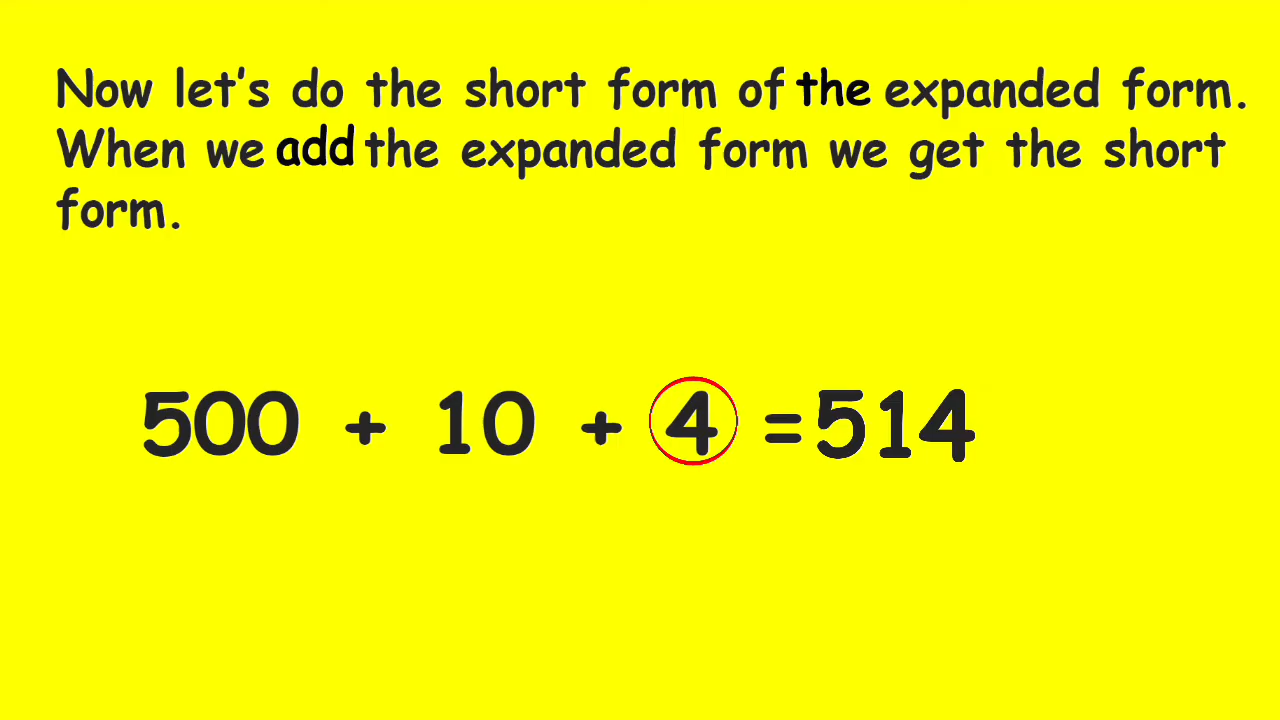 Now let's do the short form of the expanded form.
When we add the expanded form we get the short
form.
500 + 10 + 4 = 514